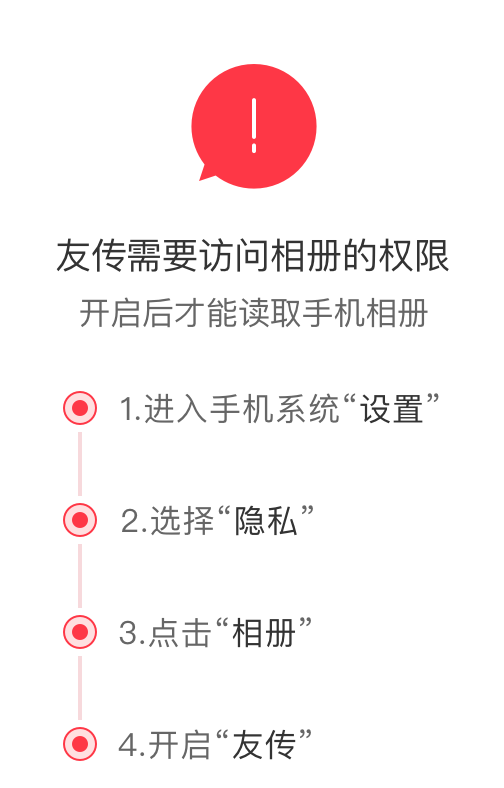 友传需要访问相册的权限
开启后才能读取手机相册
1.进入手机系统“设置”
2.选择“隐私”
3.点击“相册”
4.开启“友传”